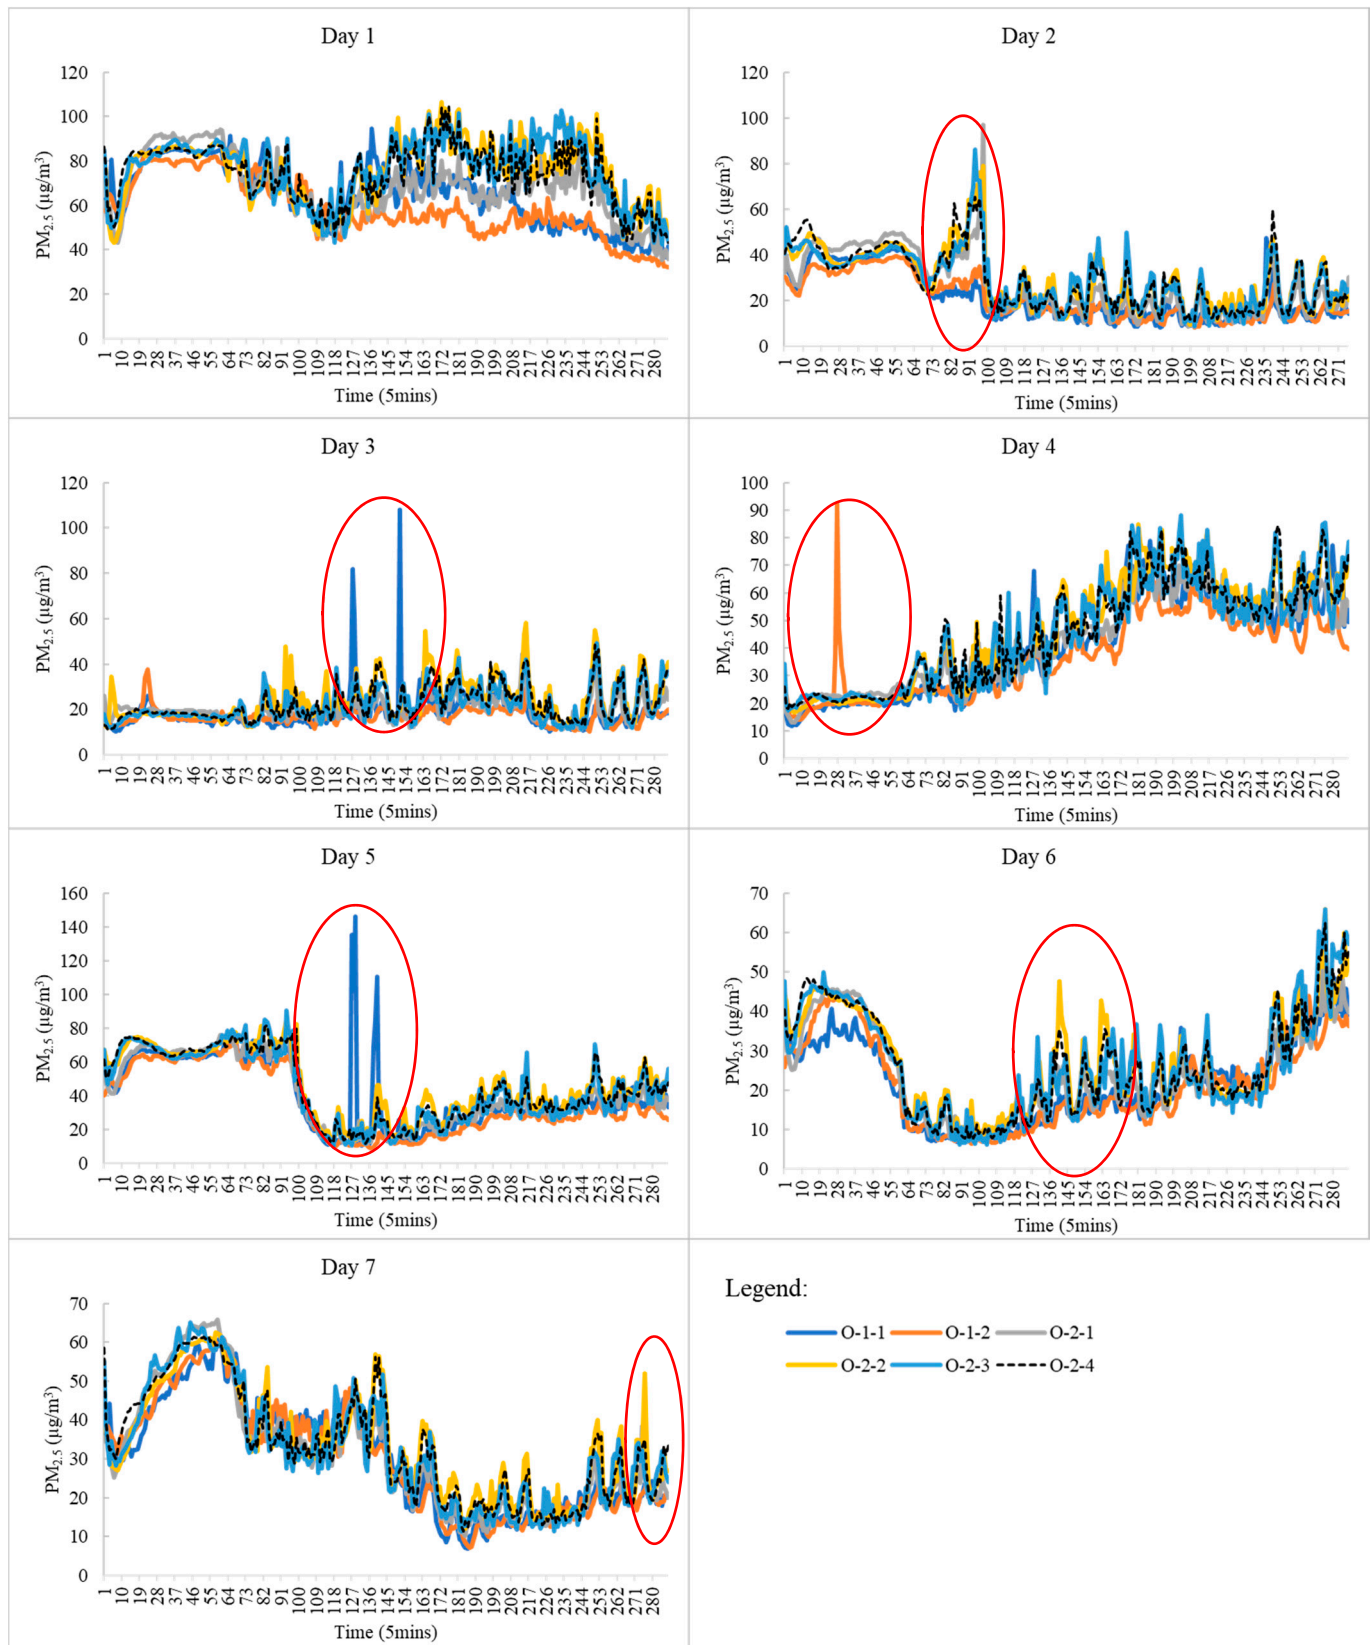 Day 1
120
100
80
60
40
20
0
PM2.5 (μg/m³)
1 10 19 28 37 46 55 64 73 82 91 100 109 118 127 136 145 154 163 172 181 190 199 208 217 226 235 244 253 262 271 280
Time (5mins)
Day 2
120
100
80
60
40
20
0
PM2.5 (μg/m³)
1 10 19 28 37 46 55 64 73 82 91 100 109 118 127 136 145 154 163 172 181 190 199 208 217 226 235 244 253 262 271
Time (5mins)
Day 3
120
100
80
60
40
20
0
PM2.5 (μg/m³)
1 10 19 28 37 46 55 64 73 82 91 100 109 118 127 136 145 154 163 172 181 190 199 208 217 226 235 244 253 262 271 280
Time (5mins)
Day 4
100
90
80
70
60
50
40
30
20
10
0
PM2.5 (μg/m³)
1 10 19 28 37 46 55 64 73 82 91 100 109 118 127 136 145 154 163 172 181 190 199 208 217 226 235 244 253 262 271 280
Time (5mins)
Day 5
160
140
120
100
80
60
40
20
0
PM2.5 (μg/m³)
1 10 19 28 37 46 55 64 73 82 91 100 109 118 127 136 145 154 163 172 181 190 199 208 217 226 235 244 253 262 271 280
Time (5mins)
Day 6
70
60
50
40
30
20
10
0
PM2.5 (μg/m³)
1 10 19 28 37 46 55 64 73 82 91 100 109 118 127 136 145 154 163 172 181 190 199 208 217 226 235 244 253 262 271 280
Time (5mins)
Day 7
70
60
50
40
30
20
10
0
PM2.5 (μg/m³)
1 10 19 28 37 46 55 64 73 82 91 100 109 118 127 136 145 154 163 172 181 190 199 208 217 226 235 244 253 262 271 280
Time (5mins)
Legend:
O-1-1 O-1-2 O-2-1
O-2-2 O-2-3 O-2-4